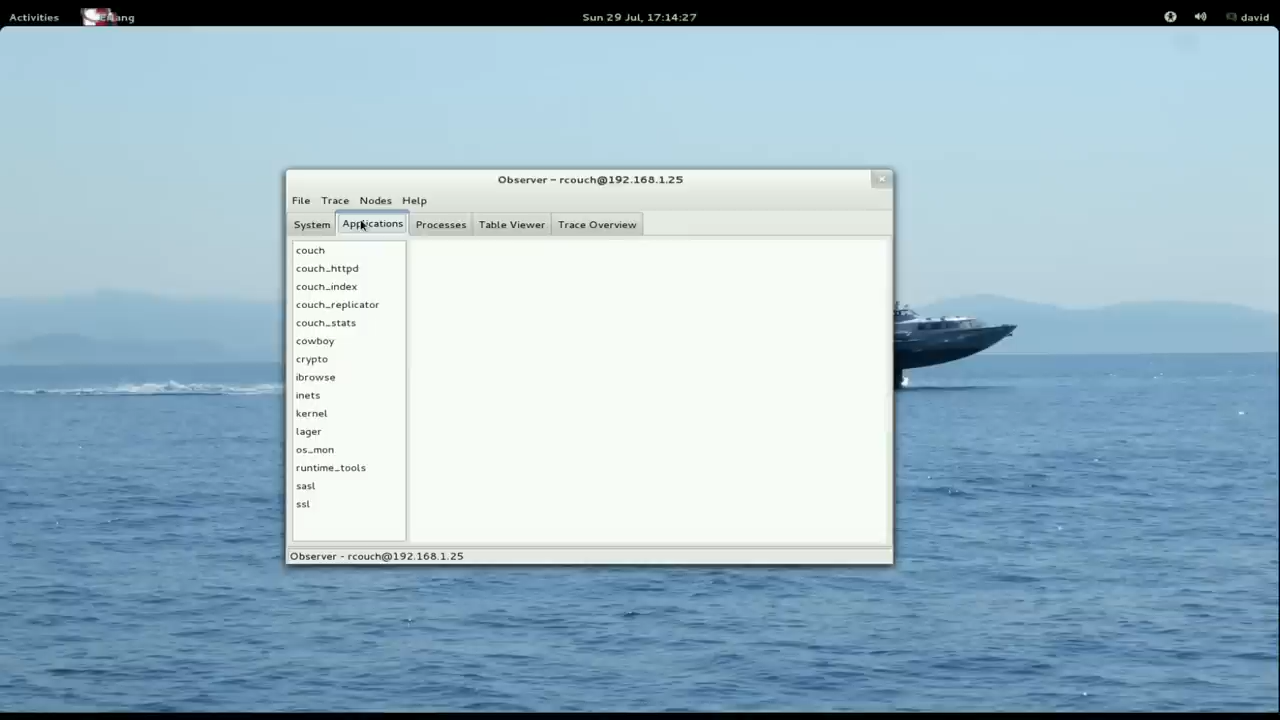 Activities
Sun 29 Jul, 17:14:27
david
Observer – rcouch@192.168.1.25
File Trace Nodes Help
System Applications Processes Table Viewer Trace Overview
couch
couch_httpd
couch_index
couch_replicator
couch_stats
cowboy
crypto
ibrowse
inets
kernel
lager
os_mon
runtime_tools
sasl
ssl
Observer - rcouch@192.168.1.25